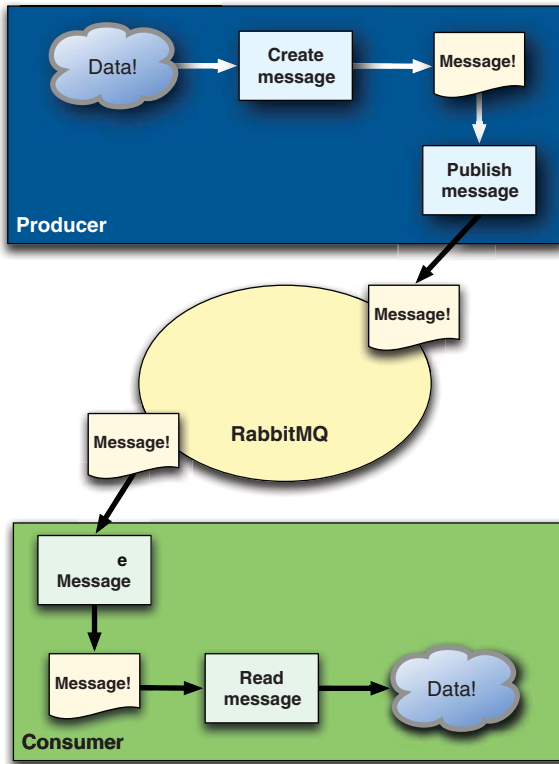 Data!
Create
message
Message!
Publish
message
Producer
Message!
RabbitMQ
Message!
e
Message
Message!
Read
message
Data!
Consumer